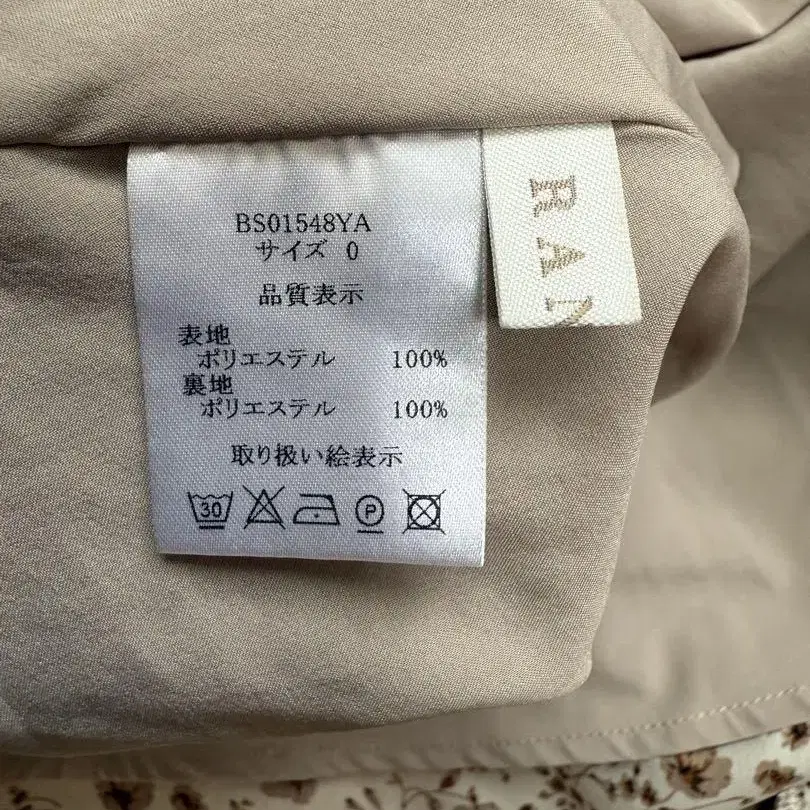 BS01548YA
サイズ 0
品質表示
表地
ポリエステル 100%
裏地
ポリエステル 100%
取り扱い絵表示
30 P
RAN